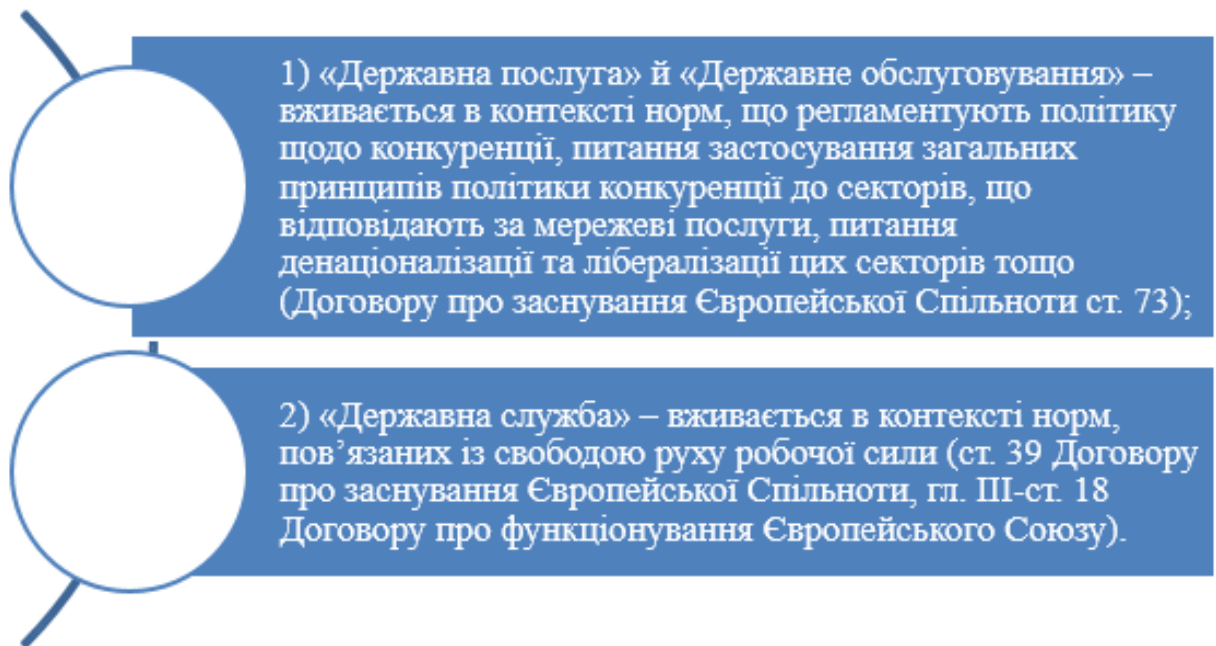 1) «Державна послуга» й «Державне обслуговування» –
вживається в контексті норм, що регламентують політику
щодо конкуренції, питання застосування загальних
принципів політики конкуренції до секторів, що
відповідають за мережеві послуги, питання
денаціоналізації та лібералізації цих секторів тощо
(Договору про заснування Європейської Спільноти ст. 73);
2) «Державна служба» – вживається в контексті норм,
пов’язаних із свободою руху робочої сили (ст. 39 Договору
про заснування Європейської Спільноти, гл. ІІІ-ст. 18
Договору про функціонування Європейського Союзу).